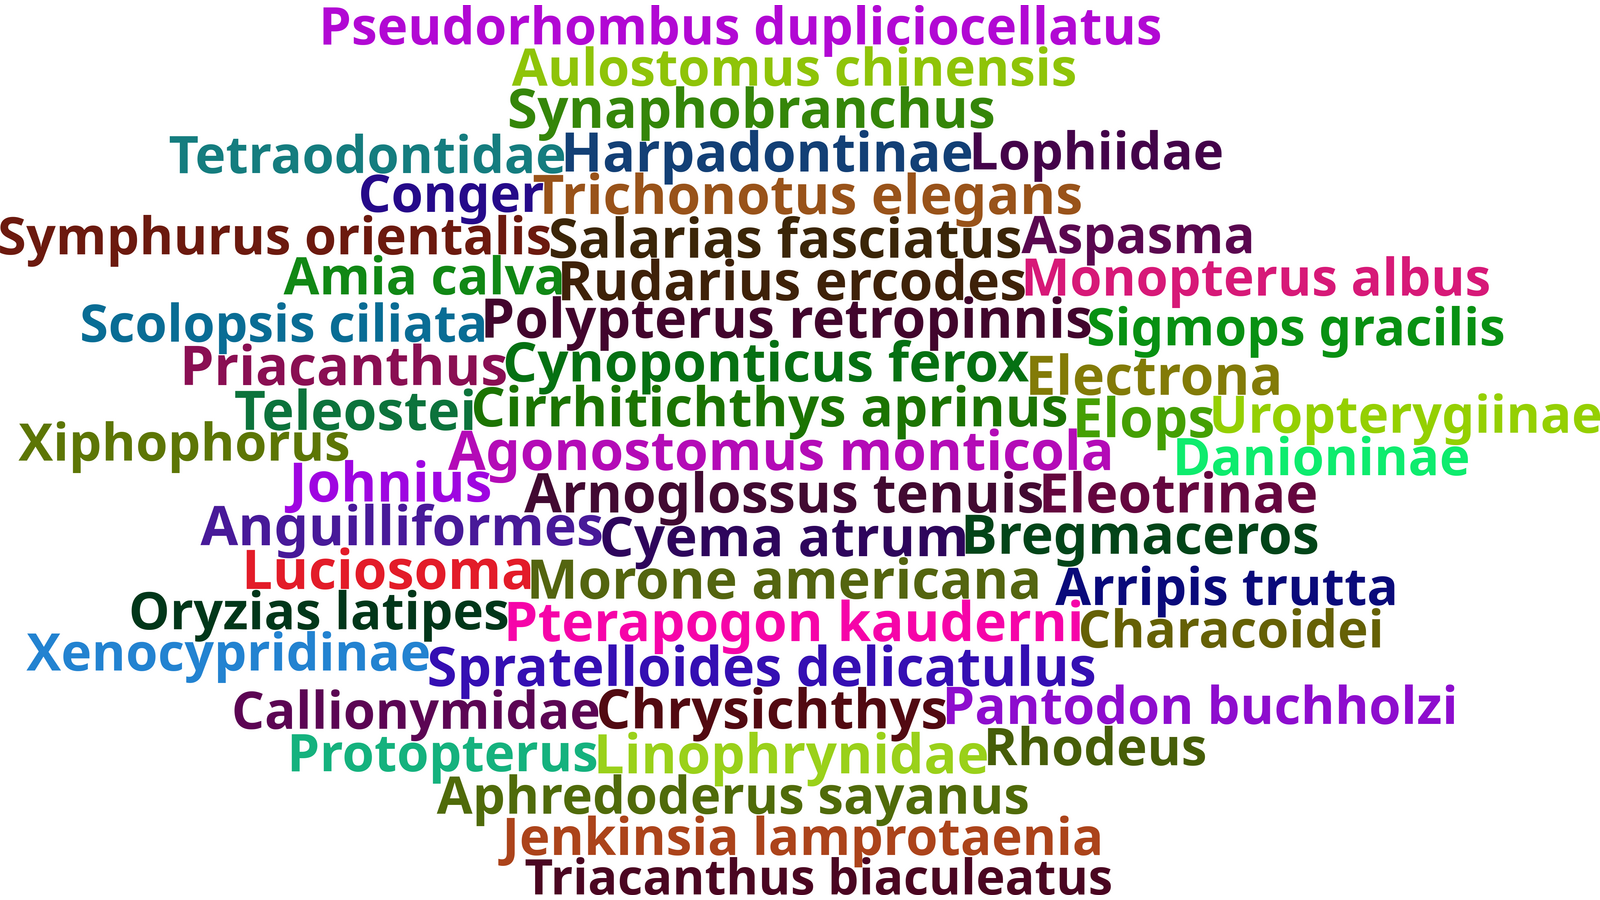 Pseudorhombus dupliciocellatus
Aulostomus chinensis
Synaphobranchus
Tetraodontidae Harpadontinae Lophiidae
Conger Trichonotus elegans
Symphurus orientalis Salarias fasciatus Aspasma
Amia calva Rudarius ercodes Monopterus albus
Scolopsis ciliata Polypterus retropinnis Sigmops gracilis
Priacanthus Cynoponticus ferox Electrona
Teleostei Cirrhitichthys aprinus Elops Uropterygiinae
Xiphophorus Agonostomus monticola Danioninae
Johnius Arnoglossus tenuis Eleotrinae
Anguilliformes Cyema atrum Bregmaceros
Luciosoma Morone americana Arripis trutta
Oryzias latipes Pterapogon kauderni Characoidei
Xenocypridinae Spratelloides delicatulus
Callionymidae Chrysichthys Pantodon buchholzi
Protopterus Linophrynidae Rhodeus
Aphredoderus sayanus
Jenkinsia lamprotaenia
Triacanthus biaculeatus